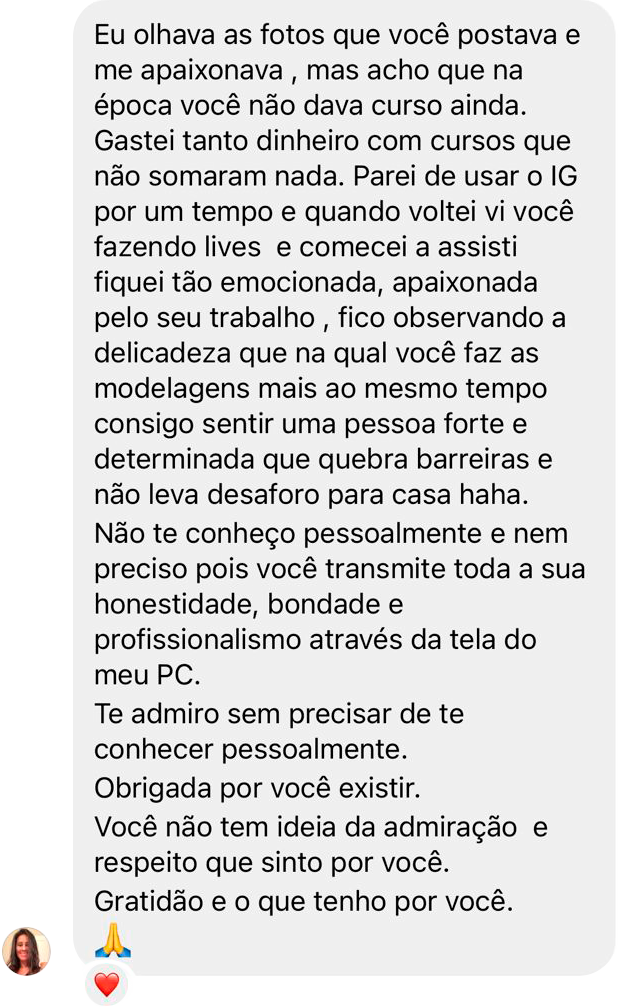 Eu olhava as fotos que você postava e
me apaixonava , mas acho que na
época você não dava curso ainda.
Gastei tanto dinheiro com cursos que
não somaram nada. Parei de usar o IG
por um tempo e quando voltei vi você
fazendo lives  e comecei a assisti
fiquei tão emocionada, apaixonada
pelo seu trabalho , fico observando a
delicadeza que na qual você faz as
modelagens mais ao mesmo tempo
consigo sentir uma pessoa forte e
determinada que quebra barreiras e
não leva desaforo para casa haha.
Não te conheço pessoalmente e nem
preciso pois você transmite toda a sua
honestidade, bondade e
profissionalismo através da tela do
meu PC.
Te admiro sem precisar de te
conhecer pessoalmente.
Obrigada por você existir.
Você não tem ideia da admiração  e
respeito que sinto por você.
Gratidão e o que tenho por você.
🙏
❤️